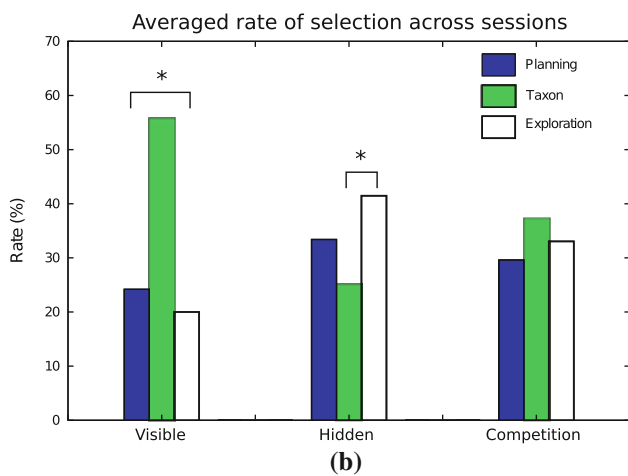 Averaged rate of selection across sessions
70
60
50
40
30
20
10
0
Rate (%)
Planning
Taxon
Exploration
*
*
Visible
Hidden
Competition
(b)